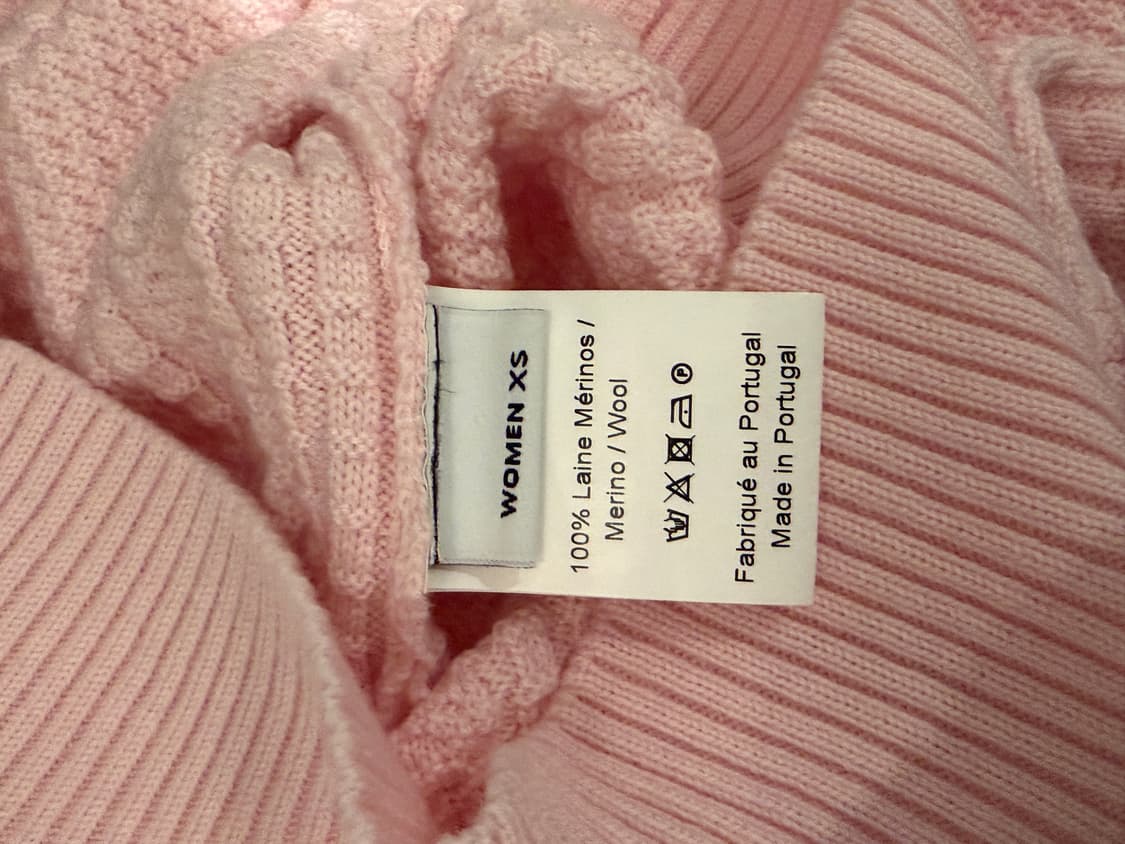 WOMEN XS
100% Laine Mérinos /
Merino / Wool
P
Fabriqué au Portugal
Made in Portugal